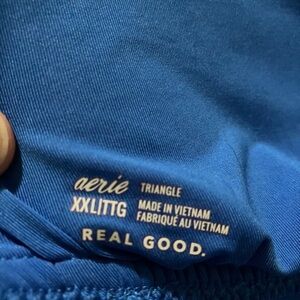 aerie TRIANGLE
XXL/TTG MADE IN VIETNAM
FABRIQUÉ AU VIETNAM
REAL GOOD.